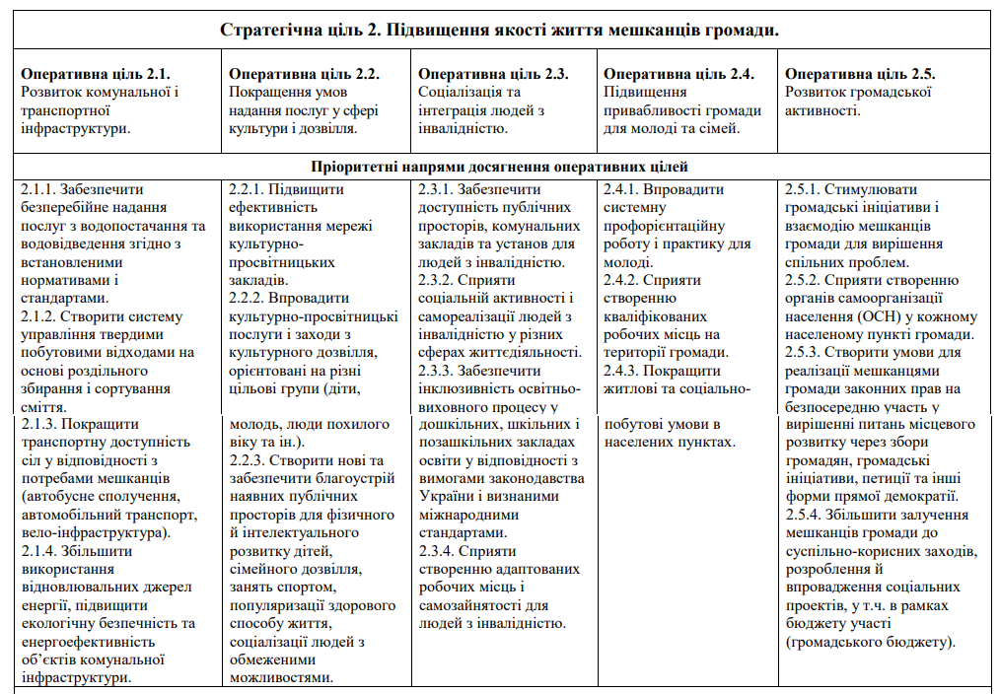 Стратегічна ціль 2. Підвищення якості життя мешканців громади.
Оперативна ціль 2.1.
Розвиток комунальної і
транспортної
інфраструктури.
Оперативна ціль 2.2.
Покращення умов
надання послуг у сфері
культури і дозвілля.
Оперативна ціль 2.3.
Соціалізація та
інтеграція людей з
інвалідністю.
Оперативна ціль 2.4.
Підвищення
привабливості громади
для молоді та сімей.
Оперативна ціль 2.5.
Розвиток громадської
активності.
Пріоритетні напрями досягнення оперативних цілей
2.1.1. Забезпечити
безперебійне надання
послуг з водопостачання та
водовідведення згідно з
встановленими
нормативами і
стандартами.
2.1.2. Створити систему
управління твердими
побутовими відходами на
основі роздільного
збирання і сортування
сміття.
2.1.3. Покращити
транспортну доступність
сіл у відповідності з
потребами мешканців
(автобусне сполучення,
автомобільний транспорт,
вело-інфраструктура).
2.1.4. Збільшити
використання
відновлювальних джерел
енергії, підвищити
екологічну безпечність та
енергоефективність
об’єктів комунальної
інфраструктури.
2.2.1. Підвищити
ефективність
використання мережі
культурно-
просвітницьких
закладів.
2.2.2. Впровадити
культурно-просвітницькі
послуги і заходи з
культурного дозвілля,
орієнтовані на різні
цільові групи (діти,
молодь, люди похилого
віку та ін.).
2.2.3. Створити нові та
забезпечити благоустрій
наявних публічних
просторів для фізичного
й інтелектуального
розвитку дітей,
сімейного дозвілля,
занять спортом,
популяризації здорового
способу життя,
соціалізації людей з
обмеженими
можливостями.
2.3.1. Забезпечити
доступність публічних
просторів, комунальних
закладів та установ для
людей з інвалідністю.
2.3.2. Сприяти
соціальній активності і
самореалізації людей з
інвалідністю у різних
сферах життєдіяльності.
2.3.3. Забезпечити
інклюзивність освітньо-
виховного процесу у
дошкільних, шкільних і
позашкільних закладах
освіти у відповідності з
вимогами законодавства
України і визнаними
міжнародними
стандартами.
2.3.4. Сприяти
створенню адаптованих
робочих місць і
самозайнятості для
людей з інвалідністю.
2.4.1. Впровадити
системну
профорієнтаційну
роботу і практику для
молоді.
2.4.2. Сприяти
створенню
кваліфікованих
робочих місць на
території громади.
2.4.3. Покращити
житлові та соціально-
побутові умови в
населених пунктах.
2.5.1. Стимулювати
громадські ініціативи і
взаємодію мешканців
громади для вирішення
спільних проблем.
2.5.2. Сприяти створенню
органів самоорганізації
населення (ОСН) у кожному
населеному пункті громади.
2.5.3. Створити умови для
реалізації мешканцями
громади законних прав на
безпосередню участь у
вирішенні питань місцевого
розвитку через збори
громадян, громадські
ініціативи, петиції та інші
форми прямої демократії.
2.5.4. Збільшити залучення
мешканців громади до
суспільно-корисних заходів,
розроблення й
впровадження соціальних
проектів, у т.ч. в рамках
бюджету участі
(громадського бюджету).